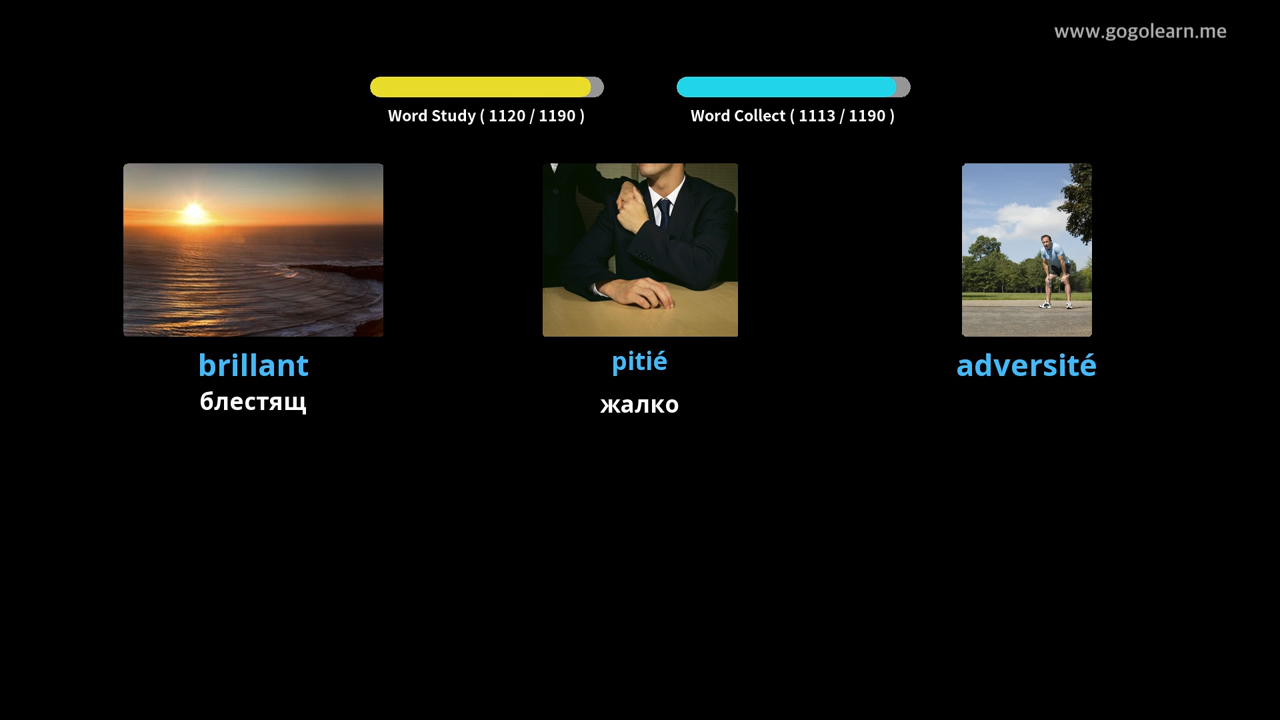 www.gogolearn.me
Word Study ( 1120 / 1190 )
Word Collect ( 1113 / 1190 )
brillant
блестящ
pitié
жалко
adversité